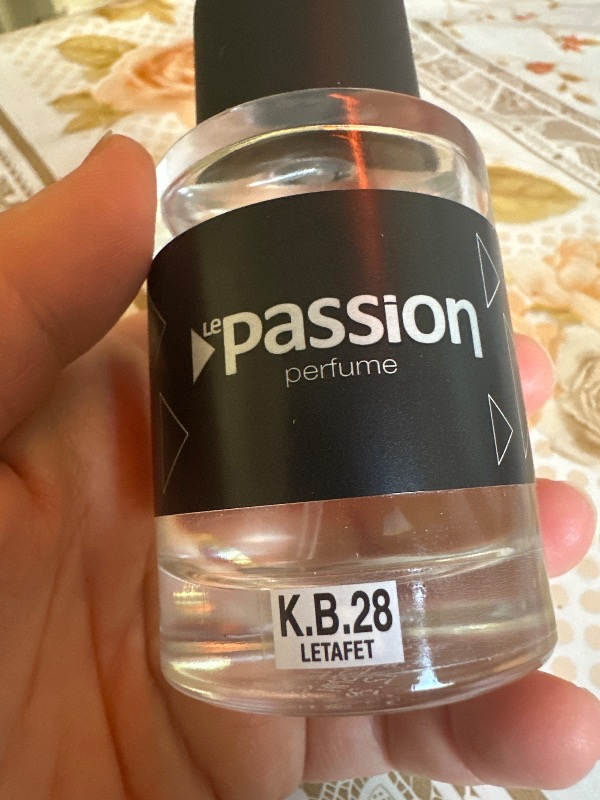 Le passion
perfume
K.B.28
LETAFET